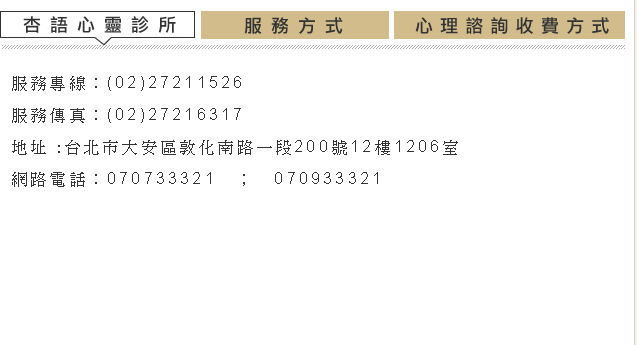 杏語心靈診所 服務方式 心理諮詢收費方式
服務專線：(02)27211526
服務傳真：(02)27216317
地址 :台北市大安區敦化南路一段200號12樓1206室
網路電話：070733321 ； 070933321